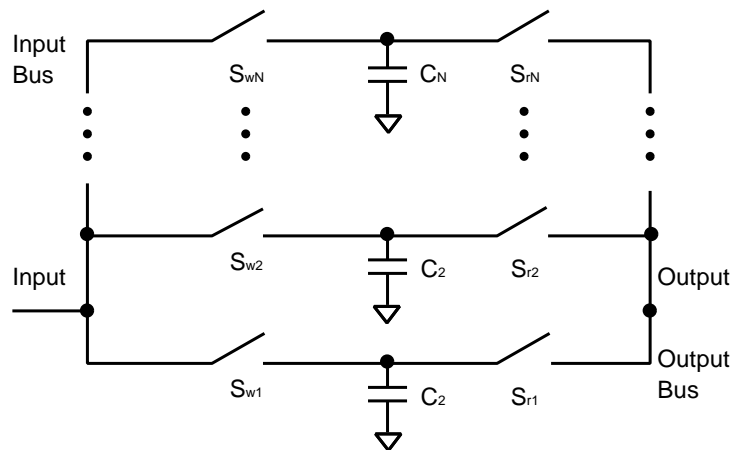 Input
Bus
SwN
CN
SrN
Sw2
C2
Sr2
Input
Output
Sw1
C2
Sr1
Output
Bus